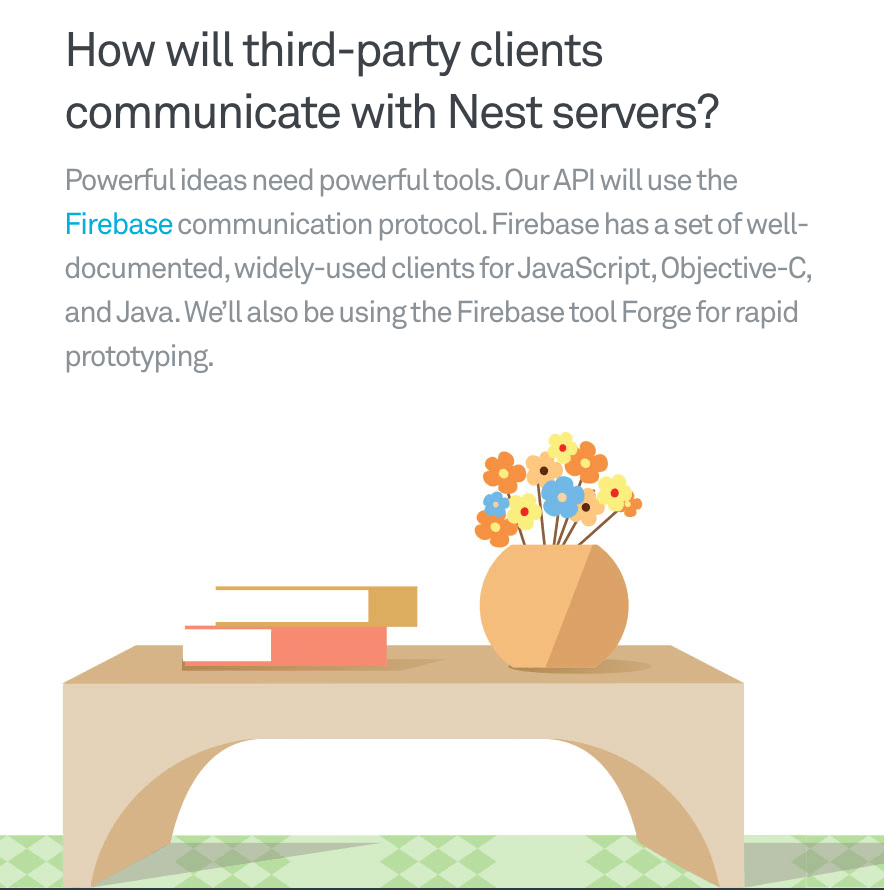 How will third-party clients
communicate with Nest servers?
Powerful ideas need powerful tools. Our API will use the
Firebase communication protocol. Firebase has a set of well-
documented, widely-used clients for JavaScript, Objective-C,
and Java. We’ll also be using the Firebase tool Forge for rapid
prototyping.